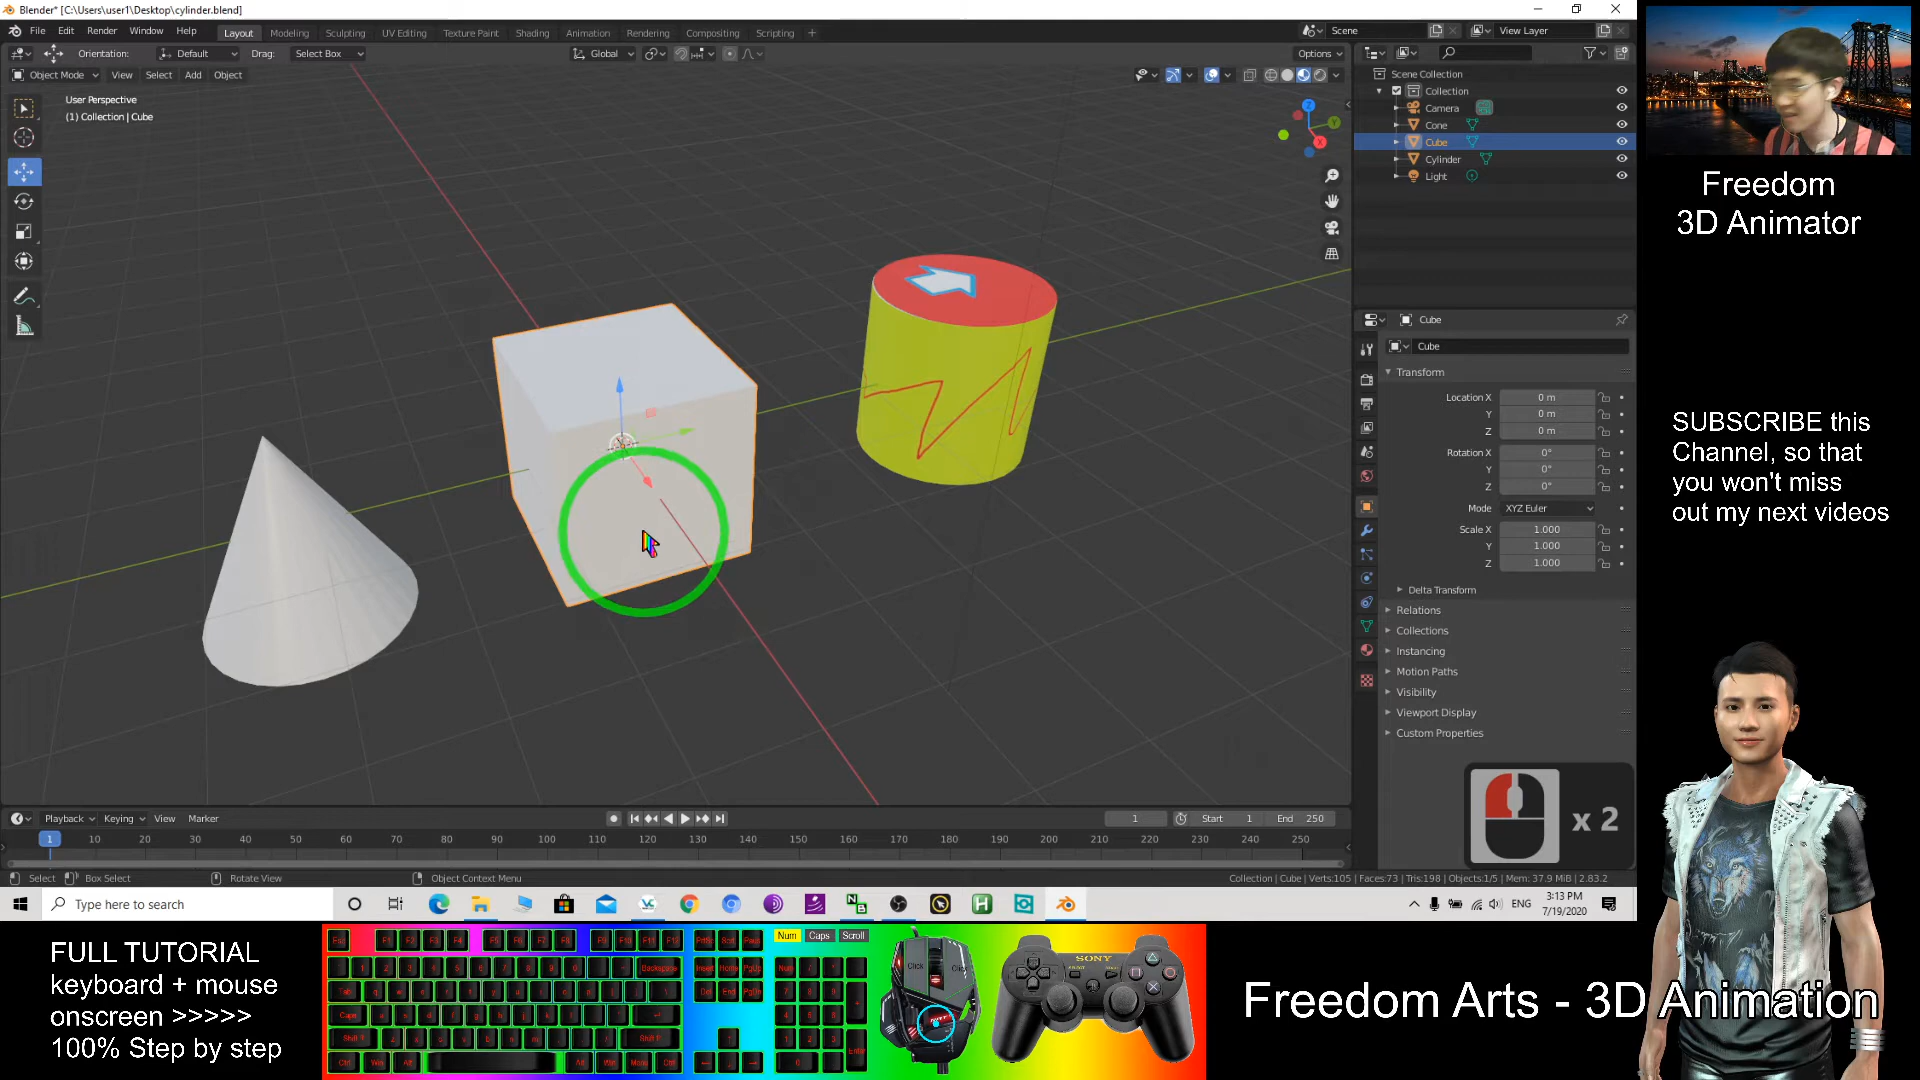 Blender* [C:\Users\user1\Desktop\cylinder.blend]
File Edit Render Window Help Layout Modeling Sculpting UV Editing Texture Paint Shading Animation Rendering Compositing Scripting + Scene View Layer
Orientation: Default Drag: Select Box Global Options
Object Mode View Select Add Object
User Perspective
(1) Collection | Cube
Z
Y
X
Scene Collection
Collection
Camera
Cone
Cube
Cylinder
Light
Cube
Cube
Transform
Location X 0 m
Y 0 m
Z 0 m
Rotation X 0°
Y 0°
Z 0°
Mode XYZ Euler
Scale X 1.000
Y 1.000
Z 1.000
Delta Transform
Relations
Collections
Instancing
Motion Paths
Visibility
Viewport Display
Custom Properties
x 2
Playback Keying View Marker 1 Start 1 End 250
1 10 20 30 40 50 60 70 80 90 100 110 120 130 140 150 160 170 180 190 200 210 220 230 240 250
Select Box Select Rotate View Object Context Menu Collection | Cube | Verts:105 | Faces:73 | Tris:198 | Objects:1/5 | Mem: 37.9 MiB | 2.83.2
Type here to search
ENG
3:13 PM
7/19/2020
Freedom
3D Animator
SUBSCRIBE this
Channel, so that
you won't miss
out my next videos
FULL TUTORIAL
keyboard + mouse
onscreen >>>>>
100% Step by step
Num Caps Scroll
Click
SONY
Freedom Arts - 3D Animation